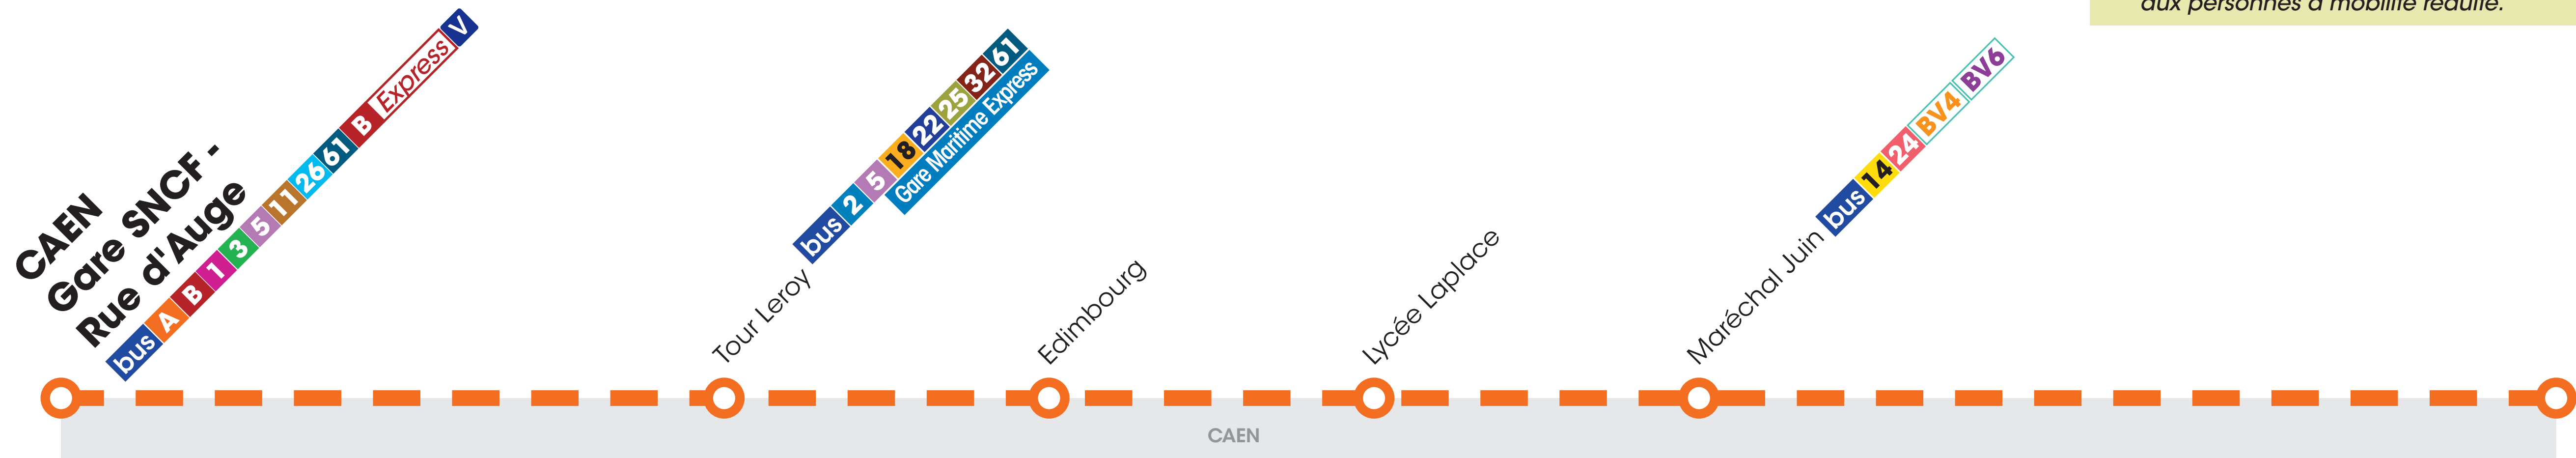 aux personnes à mobilité réduite.
CAEN
Gare SNCF -
Rue d'Auge
bus A B 1 3 5 11 26 61 B Express V
Tour Leroy bus 2 5 18 22 25 32 61
Gare Maritime Express
Edimbourg
Lycée Laplace
Maréchal Juin bus 14 24 BV4 BV6
CAEN